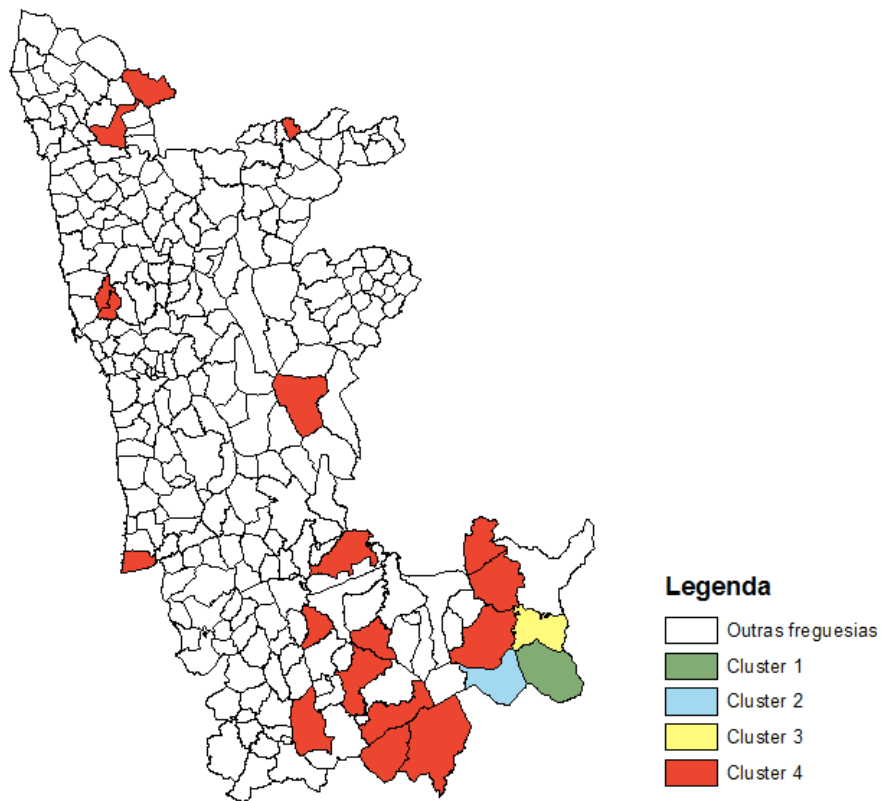 Legenda
Outras freguesias
Cluster 1
Cluster 2
Cluster 3
Cluster 4